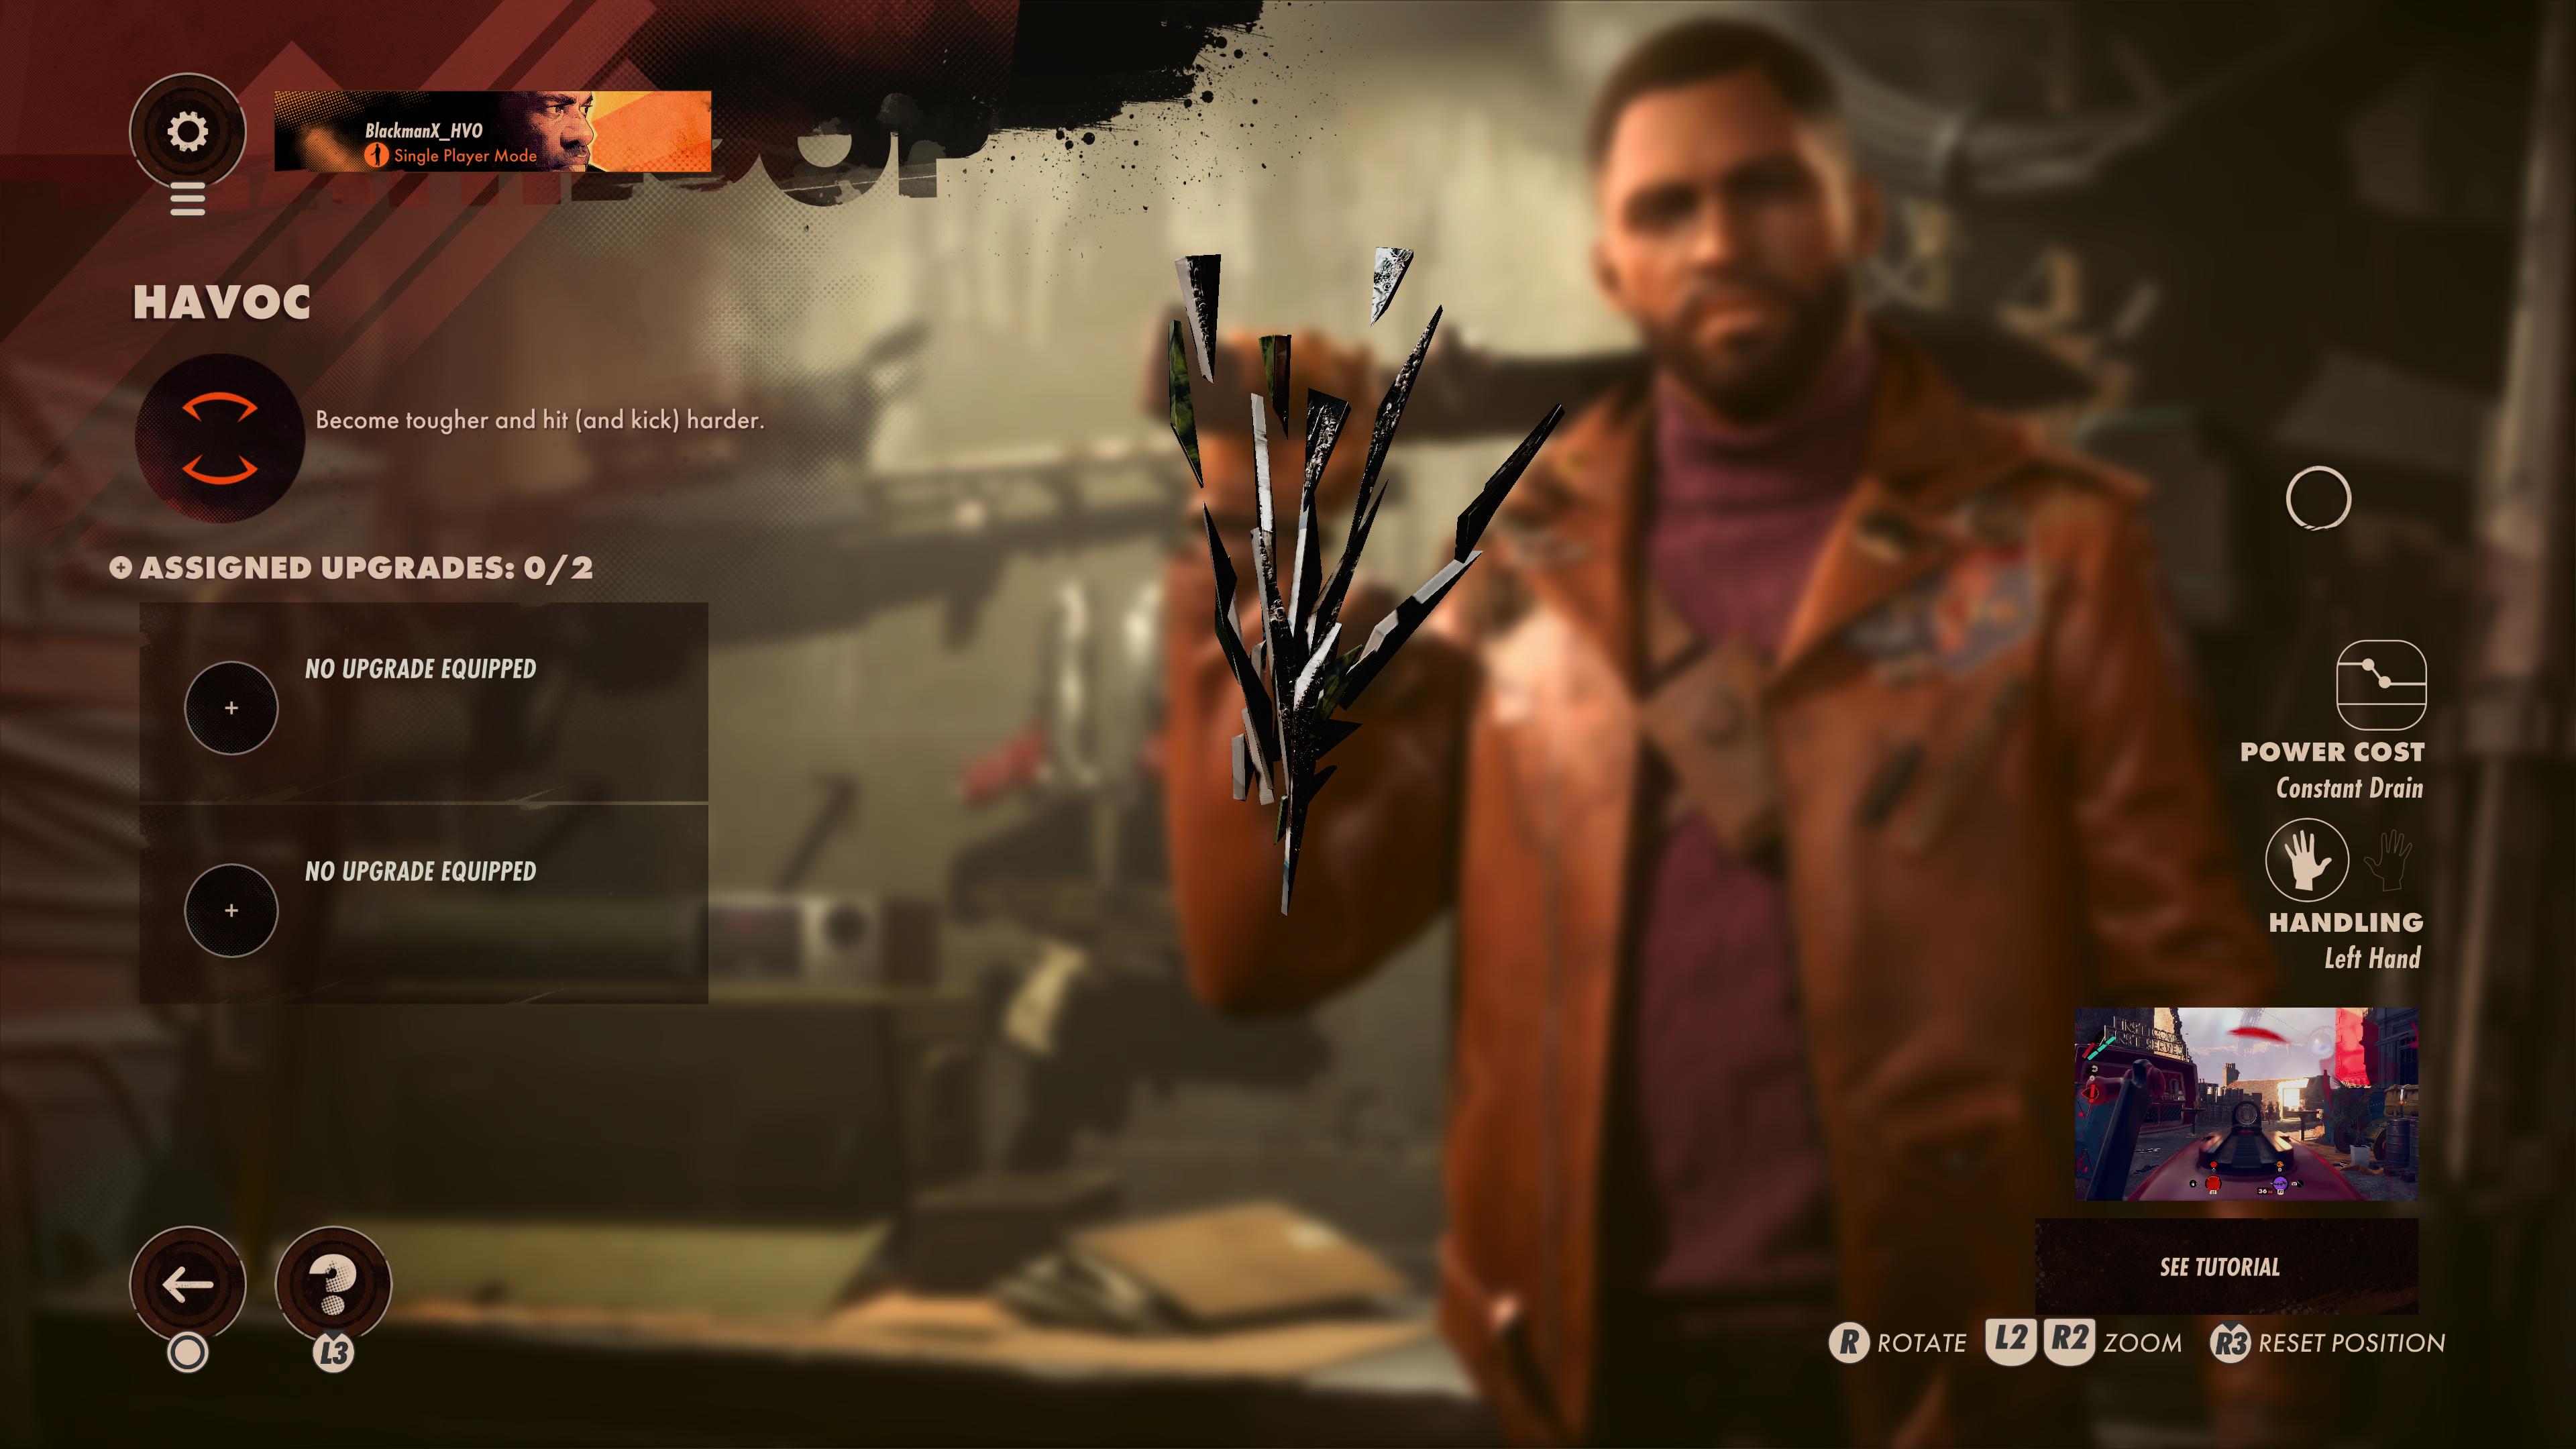 BlackmanX_HVO
Single Player Mode
HAVOC
Become tougher and hit (and kick) harder.
ASSIGNED UPGRADES: 0/2
NO UPGRADE EQUIPPED
NO UPGRADE EQUIPPED
POWER COST
Constant Drain
HANDLING
Left Hand
36
SEE TUTORIAL
L3
R ROTATE L2 R2 ZOOM R3 RESET POSITION